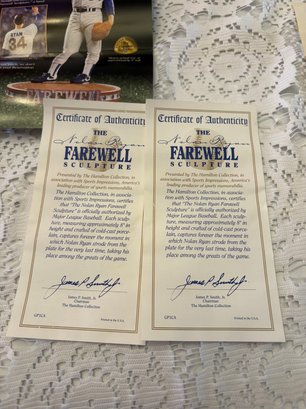 RYAN
34
FAREWELL
Certificate of Authenticity
THE
Nolan Ryan
FAREWELL
SCULPTURE
Presented by The Hamilton Collection, in
association with Sports Impressions, America's
leading producer of sports memorabilia.
The Hamilton Collection, in associa-
tion with Sports Impressions, certifies
that "The Nolan Ryan Farewell
Sculpture" is officially authorized by
Major League Baseball. Each sculp-
ture, measuring approximately 8" in
height and crafted of cold-cast porce-
lain, captures forever the moment in
which Nolan Ryan strode from the
plate for the very last time, taking his
place among the greats of the game.
James P. Smith, Jr.
James P. Smith, Jr.
Chairman
The Hamilton Collection
GP1CA
Printed in the U.S.A.
Certificate of Authenticity
THE
Nolan Ryan
FAREWELL
SCULPTURE
Presented by The Hamilton Collection, in
association with Sports Impressions, America's
leading producer of sports memorabilia.
The Hamilton Collection, in associa-
tion with Sports Impressions, certifies
that "The Nolan Ryan Farewell
Sculpture" is officially authorized by
Major League Baseball. Each sculp-
ture, measuring approximately 8" in
height and crafted of cold-cast porce-
lain, captures forever the moment in
which Nolan Ryan strode from the
plate for the very last time, taking his
place among the greats of the game.
James P. Smith, Jr.
James P. Smith, Jr.
Chairman
The Hamilton Collection
GP1CA
Printed in the U.S.A.